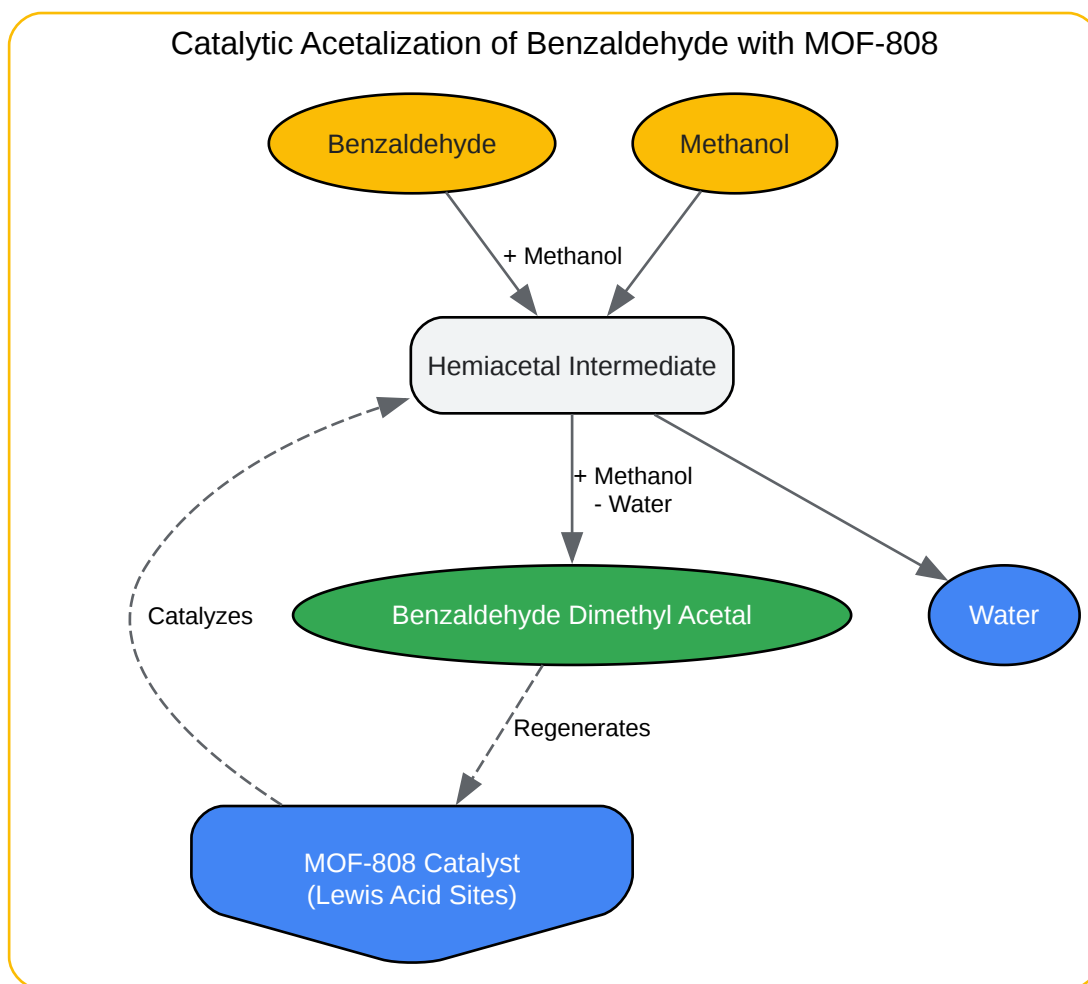 Catalytic Acetalization of Benzaldehyde with MOF-808
Benzaldehyde
Methanol
+ Methanol
Hemiacetal Intermediate
+ Methanol
- Water
Catalyzes
Benzaldehyde Dimethyl Acetal
Water
Regenerates
MOF-808 Catalyst
(Lewis Acid Sites)